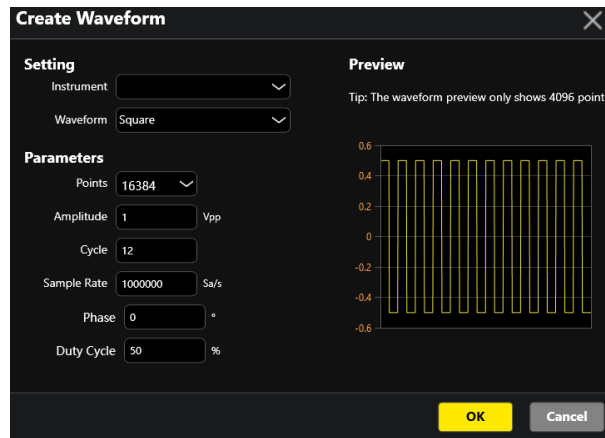 Create Waveform
Setting
Instrument
Waveform Square
Parameters
Points 16384
Amplitude 1 Vpp
Cycle 12
Sample Rate 1000000 Sa/s
Phase 0 °
Duty Cycle 50 %
Preview
Tip: The waveform preview only shows 4096 point
0.6
0.4
0.2
0
-0.2
-0.4
-0.6
OK Cancel